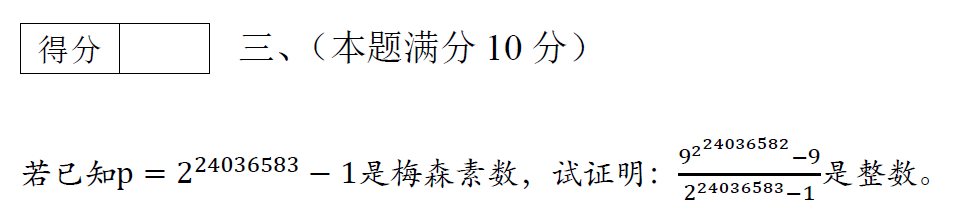 得分 三、（本题满分 10 分）
若已知p = 2^{24036583} − 1是梅森素数，试证明：\frac{9^{2^{24036582}}−9}{2^{24036583}−1}是整数。